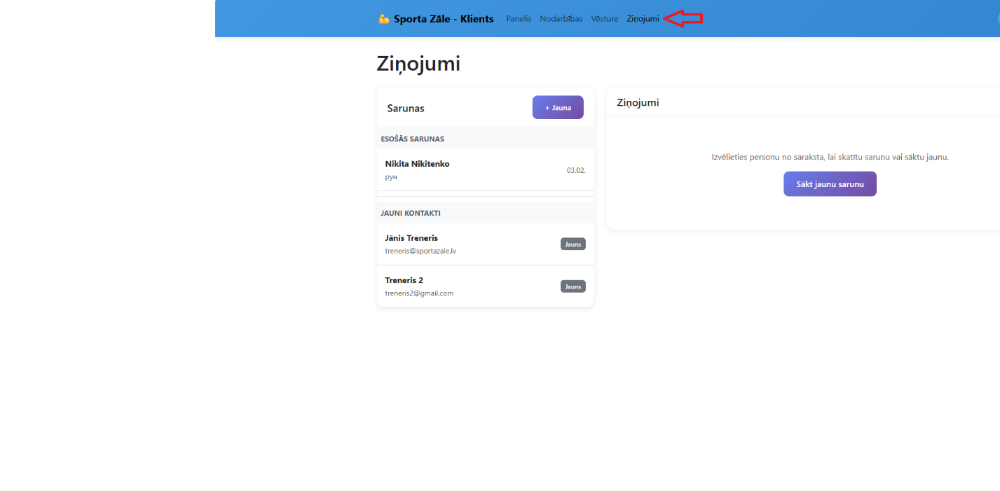 💪 Sporta Zāle - Klients Panelis Nodarbības Vēsture Ziņojumi
Ziņojumi
Sarunas
+ Jauna
ESOŠĀS SARUNAS
Nikita Nikitenko
рун
03.02.
JAUNI KONTAKTI
Jānis Treneris
treneris@sportazale.lv
Jauns
Treneris 2
treneris2@gmail.com
Jauns
Ziņojumi
Izvēlieties personu no saraksta, lai skatītu sarunu vai sāktu jaunu.
Sākt jaunu sarunu